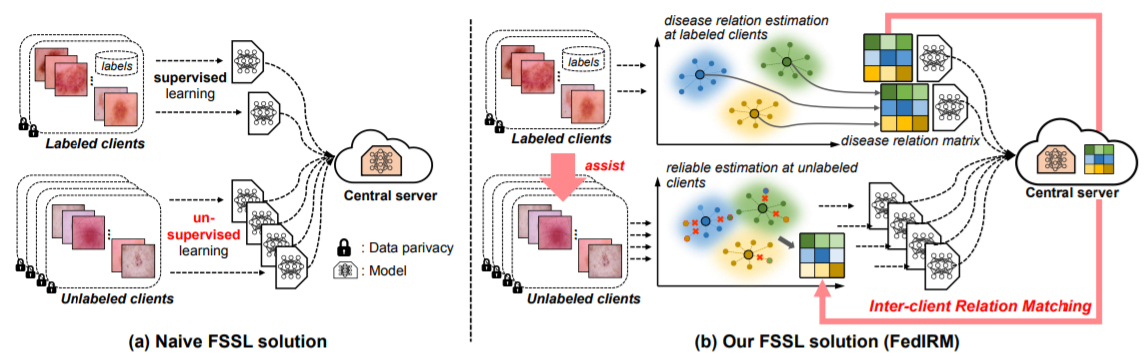 labels
supervised
learning
Labeled clients
Central server
un-
supervised
learning
: Data parivacy
: Model
Unlabeled clients
(a) Naive FSSL solution
disease relation estimation
at labeled clients
labels
Labeled clients
disease relation matrix
assist
reliable estimation at unlabeled
clients
Central server
Unlabeled clients
Inter-client Relation Matching
(b) Our FSSL solution (FedIRM)